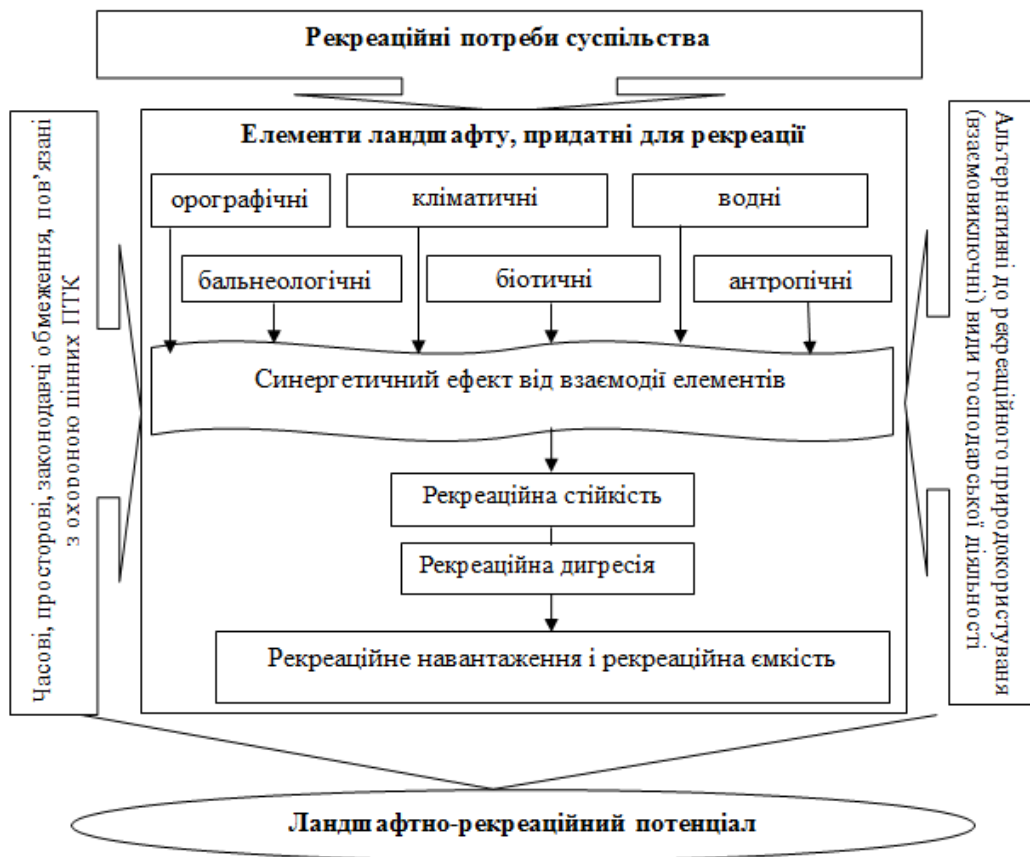 Рекреаційні потреби суспільства
Часові, просторові, законодавчі обмеження, пов’язані
з охороною цінних ПТК
Елементи ландшафту, придатні для рекреації
орографічні
кліматичні
водні
бальнеологічні
біотичні
антропічні
Синергетичний ефект від взаємодії елементів
Рекреаційна стійкість
Рекреаційна дигресія
Рекреаційне навантаження і рекреаційна ємкість
Альтернативні до рекреаційного природокористуваня
(взаємовиключні) види господарської діяльності
Ландшафтно-рекреаційний потенціал